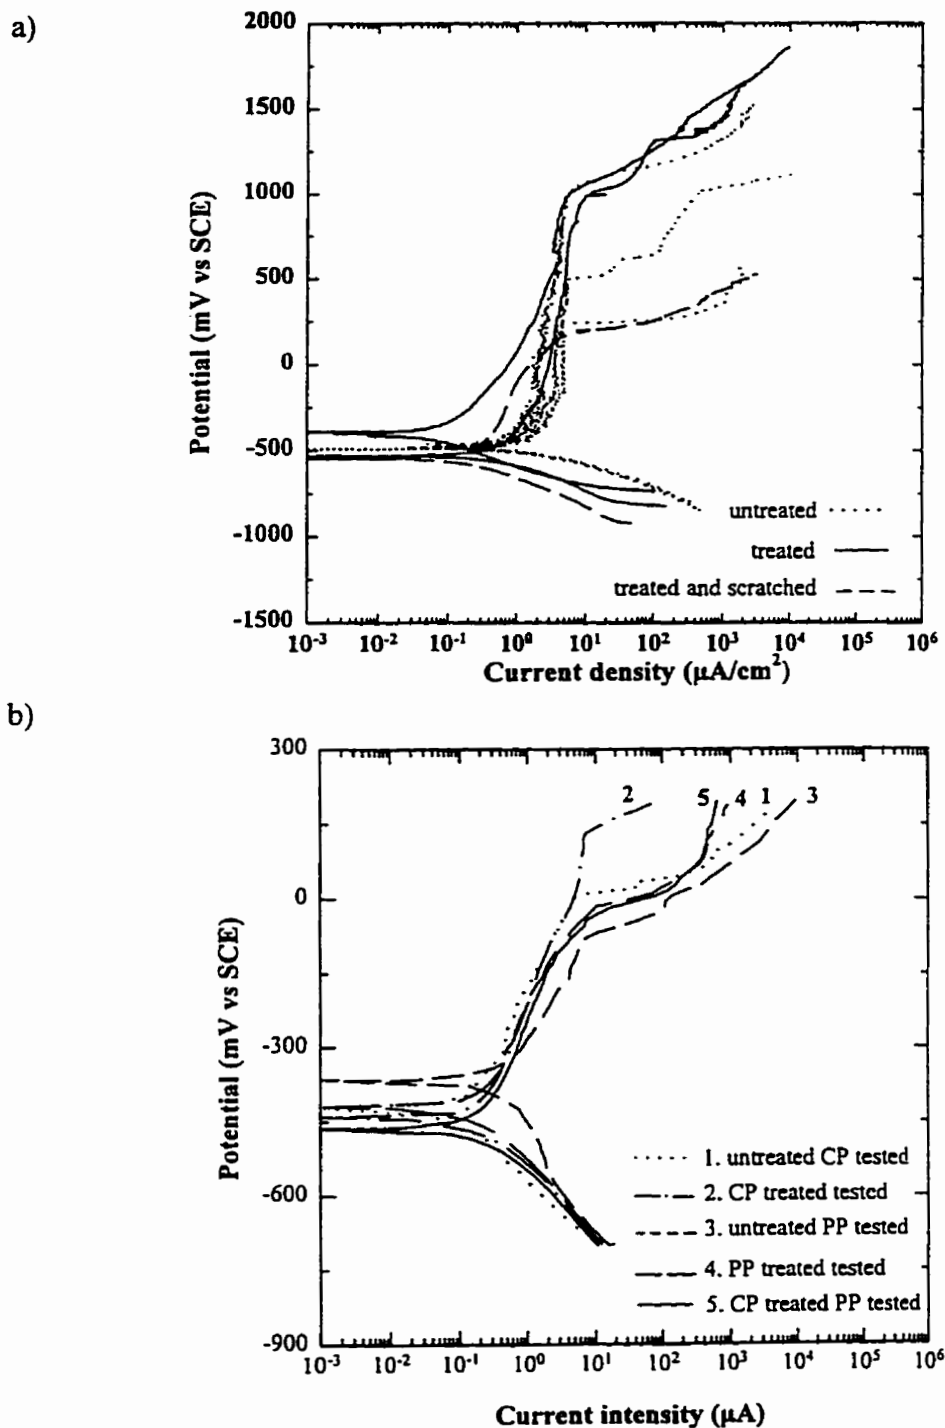 a)
2000
1500
1000
500
0
-500
-1000
-1500
Potential (mV vs SCE)
untreated
treated
treated and scratched
10-3 10-2 10-1 100 101 102 103 104 105 106
Current density (μA/cm2)
b)
300
0
-300
-600
-900
Potential (mV vs SCE)
2 5 4 1 3
1. untreated CP tested
2. CP treated tested
3. untreated PP tested
4. PP treated tested
5. CP treated PP tested
10-3 10-2 10-1 100 101 102 103 104 105 106
Current intensity (μA)